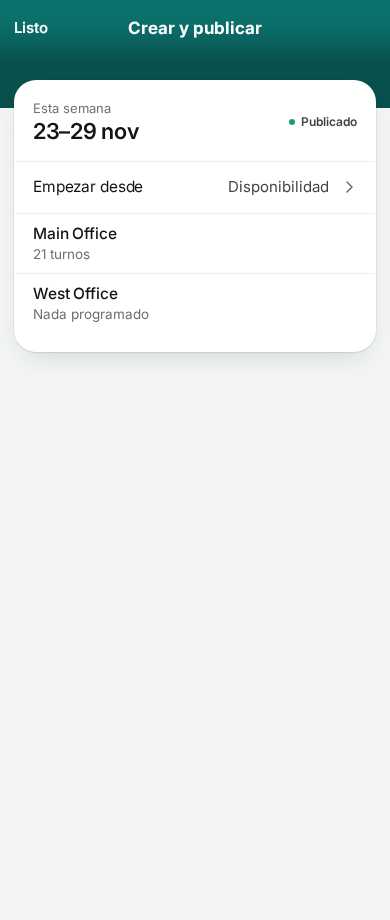 Listo
Crear y publicar
Esta semana
23–29 nov
Publicado
Empezar desde
Disponibilidad
Main Office
21 turnos
West Office
Nada programado